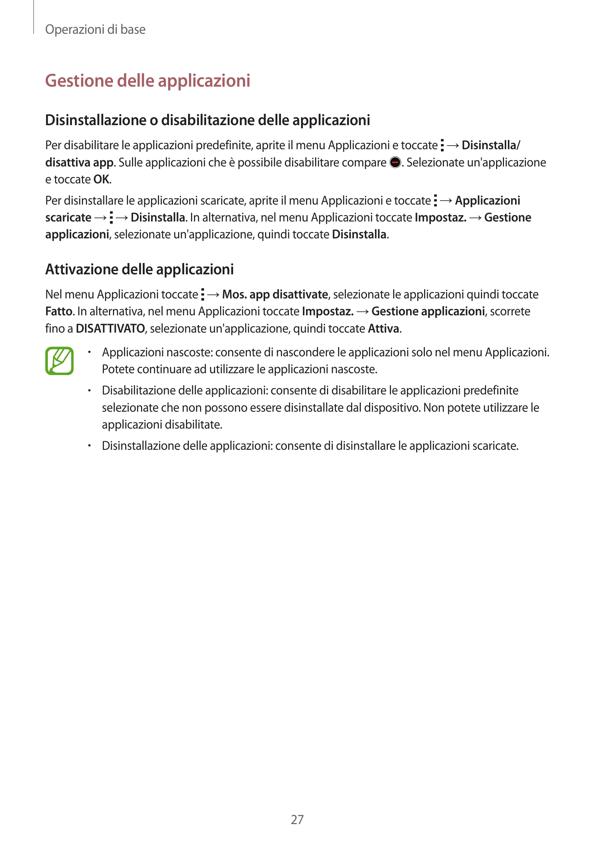 Operazioni di base
Gestione delle applicazioni
Disinstallazione o disabilitazione delle applicazioni
Per disabilitare le applicazioni predefinite, aprite il menu Applicazioni e toccate → Disinstalla/
disattiva app. Sulle applicazioni che è possibile disabilitare compare . Selezionate un'applicazione
e toccate OK.
Per disinstallare le applicazioni scaricate, aprite il menu Applicazioni e toccate → Applicazioni
scaricate → → Disinstalla. In alternativa, nel menu Applicazioni toccate Impostaz. → Gestione
applicazioni, selezionate un'applicazione, quindi toccate Disinstalla.
Attivazione delle applicazioni
Nel menu Applicazioni toccate → Mos. app disattivate, selezionate le applicazioni quindi toccate
Fatto. In alternativa, nel menu Applicazioni toccate Impostaz. → Gestione applicazioni, scorrete
fino a DISATTIVATO, selezionate un'applicazione, quindi toccate Attiva.
• Applicazioni nascoste: consente di nascondere le applicazioni solo nel menu Applicazioni.
Potete continuare ad utilizzare le applicazioni nascoste.
• Disabilitazione delle applicazioni: consente di disabilitare le applicazioni predefinite
selezionate che non possono essere disinstallate dal dispositivo. Non potete utilizzare le
applicazioni disabilitate.
• Disinstallazione delle applicazioni: consente di disinstallare le applicazioni scaricate.
27